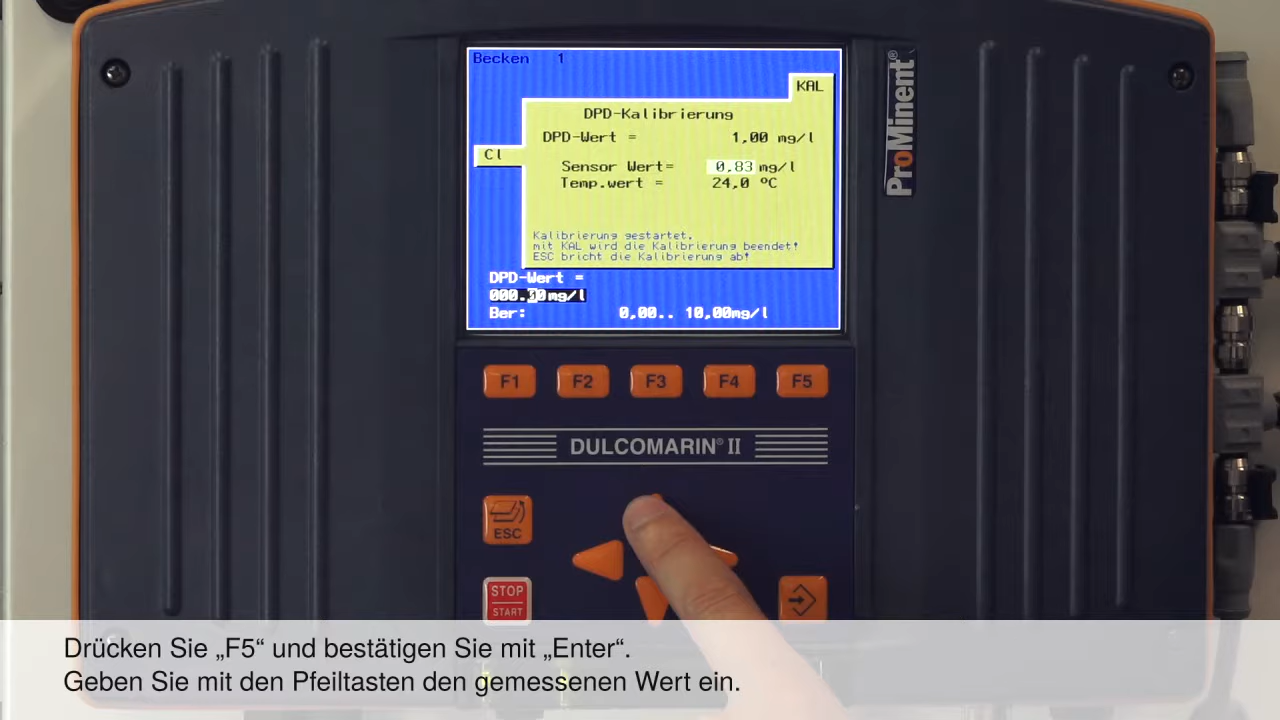 Becken 1
KAL
DPD-Kalibrierung
DPD-Wert = 1,00 mg/l
Cl
Sensor Wert= 0,83 mg/l
Temp.wert = 24,0 ºC
Kalibrierung gestartet.
mit KAL wird die Kalibrierung beendet!
ESC bricht die Kalibrierung ab!
DPD-Wert =
mg/l
Ber: 0,00.. 10,00mg/l
ProMinent®
F1 F2 F3 F4 F5
DULCOMARIN® II
ESC
STOP
START
Drücken Sie „F5“ und bestätigen Sie mit „Enter“.
Geben Sie mit den Pfeiltasten den gemessenen Wert ein.